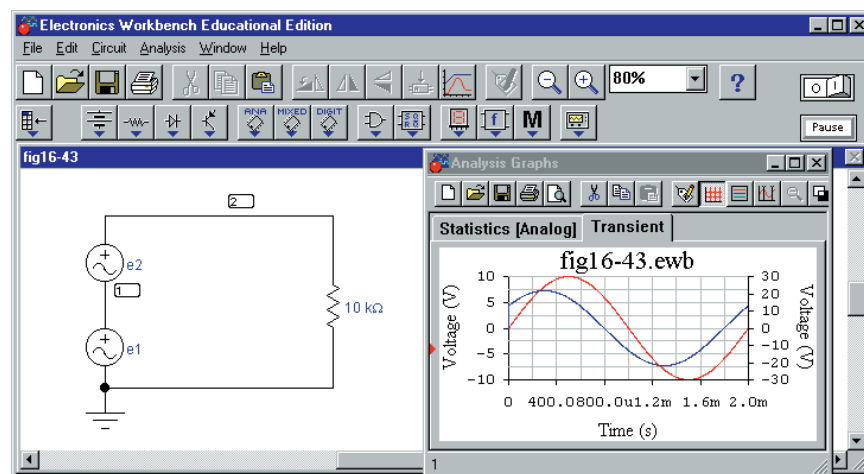 Electronics Workbench Educational Edition
File Edit Circuit Analysis Window Help
80%
?
O I
ANA MIXED DIGIT
M
Pause
fig16-43
2
e2
1
10 kΩ
e1
Analysis Graphs
Statistics [Analog] Transient
fig16-43.ewb
10
5
0
−5
−10
Voltage (V)
30
20
10
0
−10
−20
−30
Voltage (V)
0 400.0800.0u1.2m 1.6m 2.0m
Time (s)
1